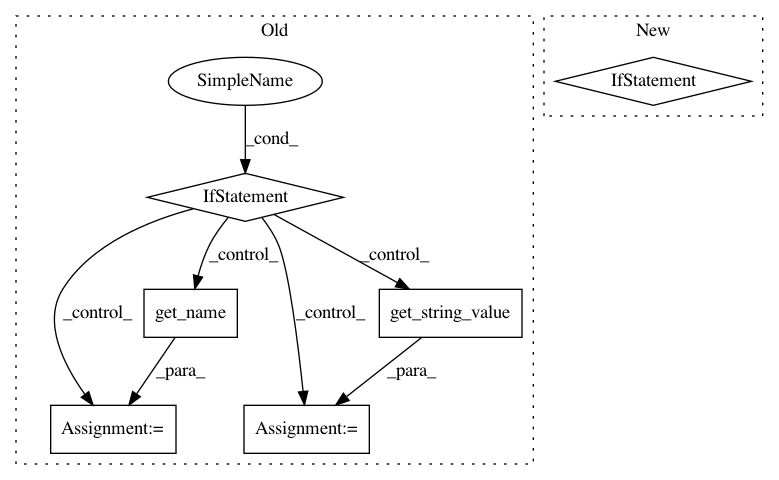 Old
New
SimpleName
IfStatement
_cond_
IfStatement
_control_
_control_
_control_
_control_
get_name
get_string_value
_para_
_para_
Assignment:=
Assignment:=